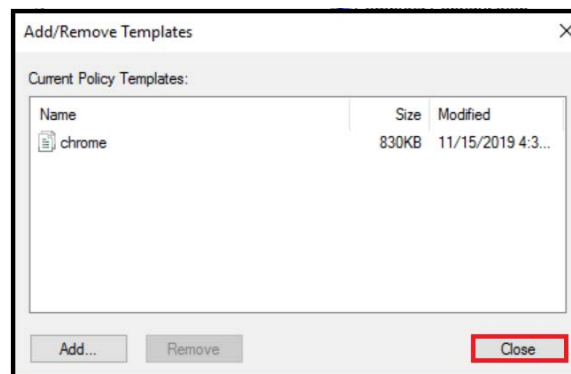 Add/Remove Templates
Current Policy Templates:
Name Size Modified
chrome 830KB 11/15/2019 4:3...
Add... Remove Close